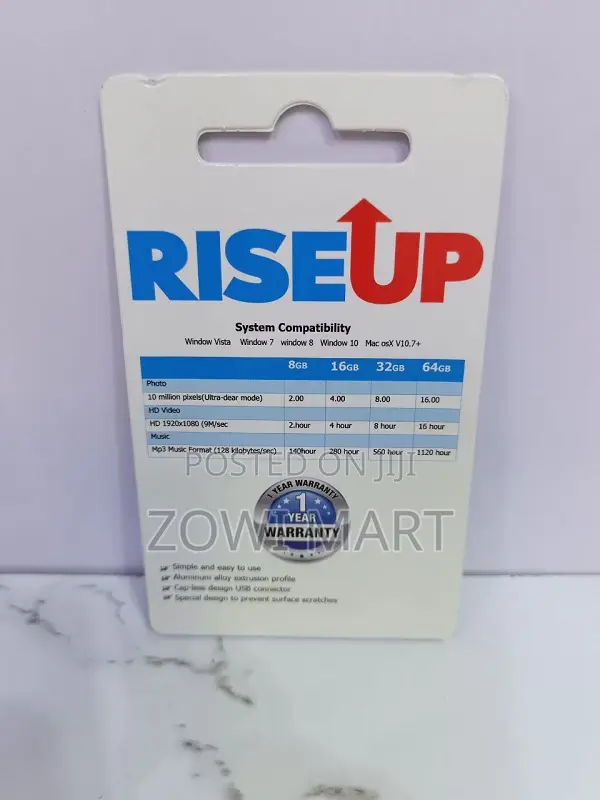 RISEUP
System Compatibility
Window Vista Window 7 window 8 Window 10 Mac osX V10.7+
8GB 16GB 32GB 64GB
Photo
10 million pixels(Ultra-dear mode) 2.00 4.00 8.00 16.00
HD Video
HD 1920x1080 (9M/sec 2.hour 4 hour 8 hour 16 hour
Music
Mp3 Music Format (128 kilobytes/sec) 140hour 280 hour 560 hour 1120 hour
POSTED ON JIJI
1 YEAR WARRANTY
1
YEAR
WARRANTY
ZOWI MART
Simple and easy to use
Aluminum alloy extrusion profile
Cap-less design USB connector
Special design to prevent surface scratches